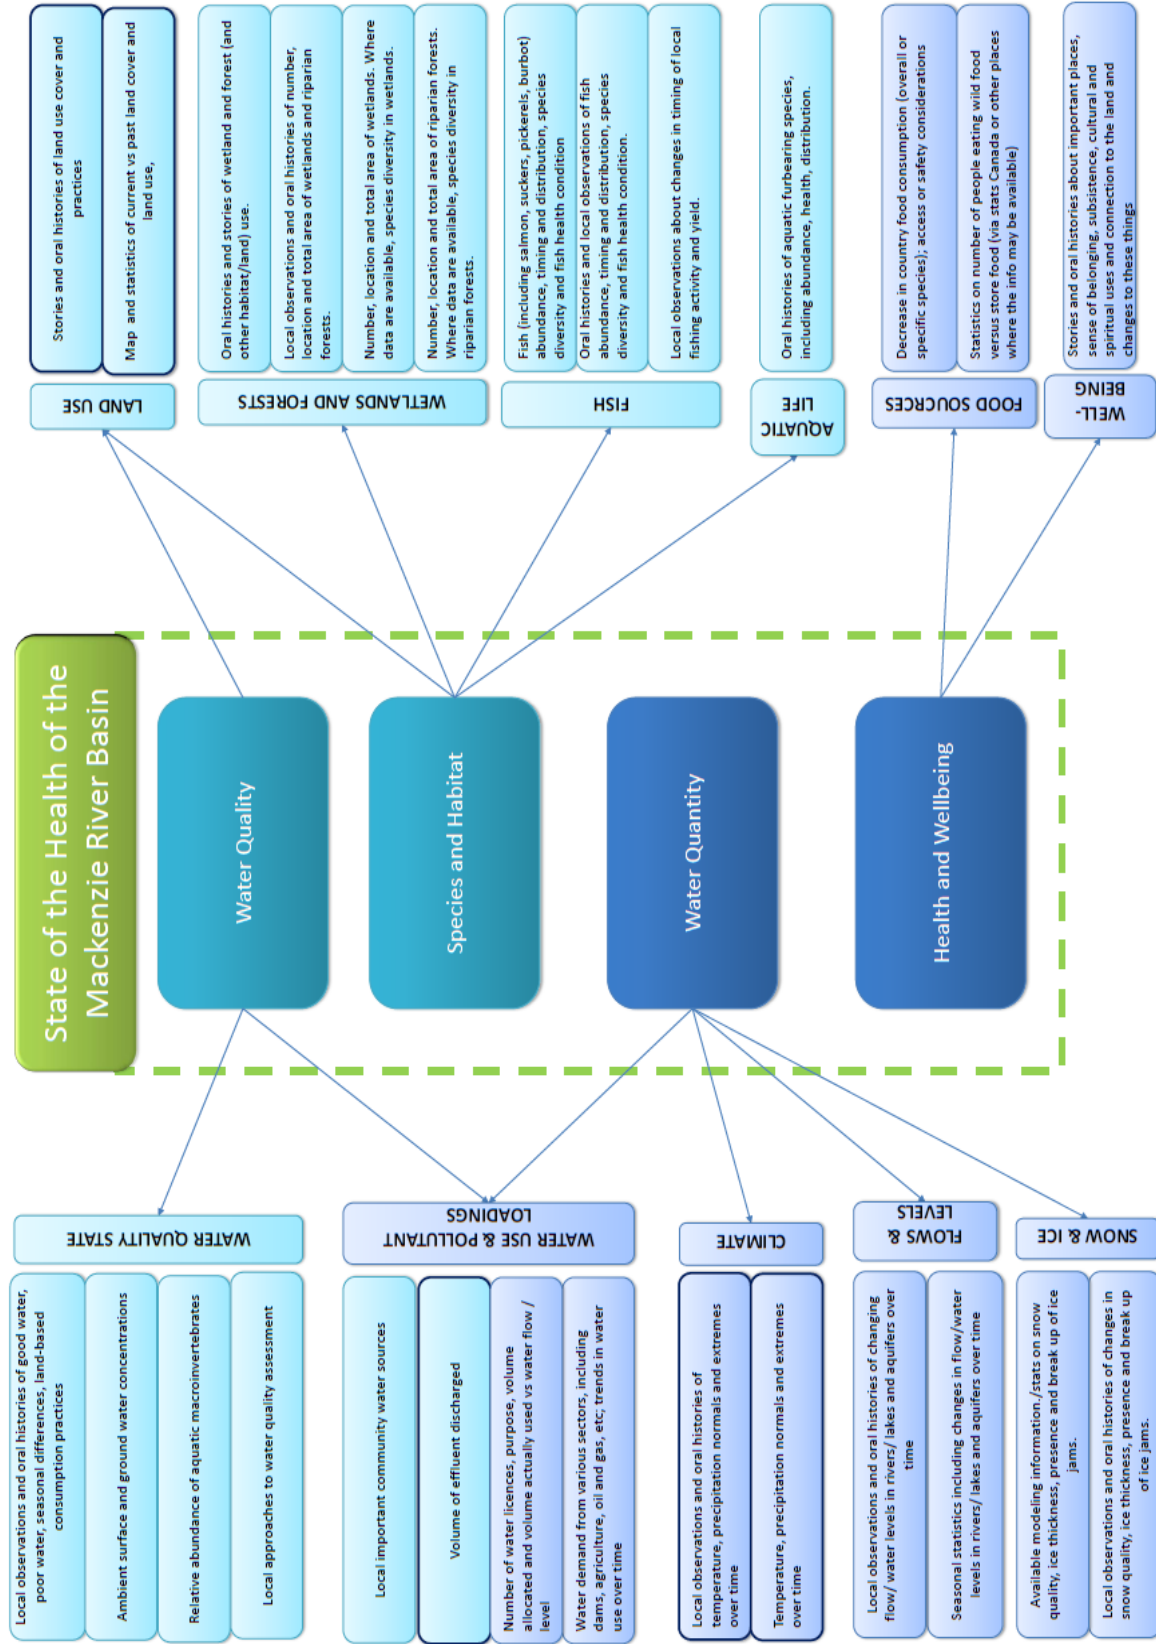 State of the Health of the
Mackenzie River Basin
Water Quality
Species and Habitat
Water Quantity
Health and Wellbeing
WATER QUALITY STATE
Local observations and oral histories of good water,
poor water, seasonal differences, land-based
consumption practices
Ambient surface and ground water concentrations
Relative abundance of aquatic macroinvertebrates
Local approaches to water quality assessment
WATER USE & POLLUTANT
LOADINGS
Local important community water sources
Volume of effluent discharged
Number of water licences, purpose, volume
allocated and volume actually used vs water flow /
level
Water demand from various sectors, including
dams, agriculture, oil and gas, etc; trends in water
use over time
CLIMATE
Local observations and oral histories of
temperature, precipitation normals and extremes
over time
Temperature, precipitation normals and extremes
over time
FLOWS &
LEVELS
Local observations and oral histories of changing
flow/ water levels in rivers/ lakes and aquifers over
time
Seasonal statistics including changes in flow/water
levels in rivers/ lakes and aquifers over time
SNOW & ICE
Available modeling information./stats on snow
quality, ice thickness, presence and break up of ice
jams.
Local observations and oral histories of changes in
snow quality, ice thickness, presence and break up
of ice jams.
LAND USE
Stories and oral histories of land use cover and
practices
Map and statistics of current vs past land cover and
land use,
WETLANDS AND FORESTS
Oral histories and stories of wetland and forest (and
other habitat/land) use.
Local observations and oral histories of number,
location and total area of wetlands and riparian
forests.
Number, location and total area of wetlands. Where
data are available, species diversity in wetlands.
Number, location and total area of riparian forests.
Where data are available, species diversity in
riparian forests.
FISH
Fish (including salmon, suckers, pickerels, burbot)
abundance, timing and distribution, species
diversity and fish health condition
Oral histories and local observations of fish
abundance, timing and distribution, species
diversity and fish health condition.
Local observations about changes in timing of local
fishing activity and yield.
AQUATIC
LIFE
Oral histories of aquatic furbearing species,
including abundance, health, distribution.
FOOD SOUCRCES
Decrease in country food consumption (overall or
specific species); access or safety considerations
Statistics on number of people eating wild food
versus store food (via stats Canada or other places
where the info may be available)
WELL-
BEING
Stories and oral histories about important places,
sense of belonging, subsistence, cultural and
spiritual uses and connection to the land and
changes to these things